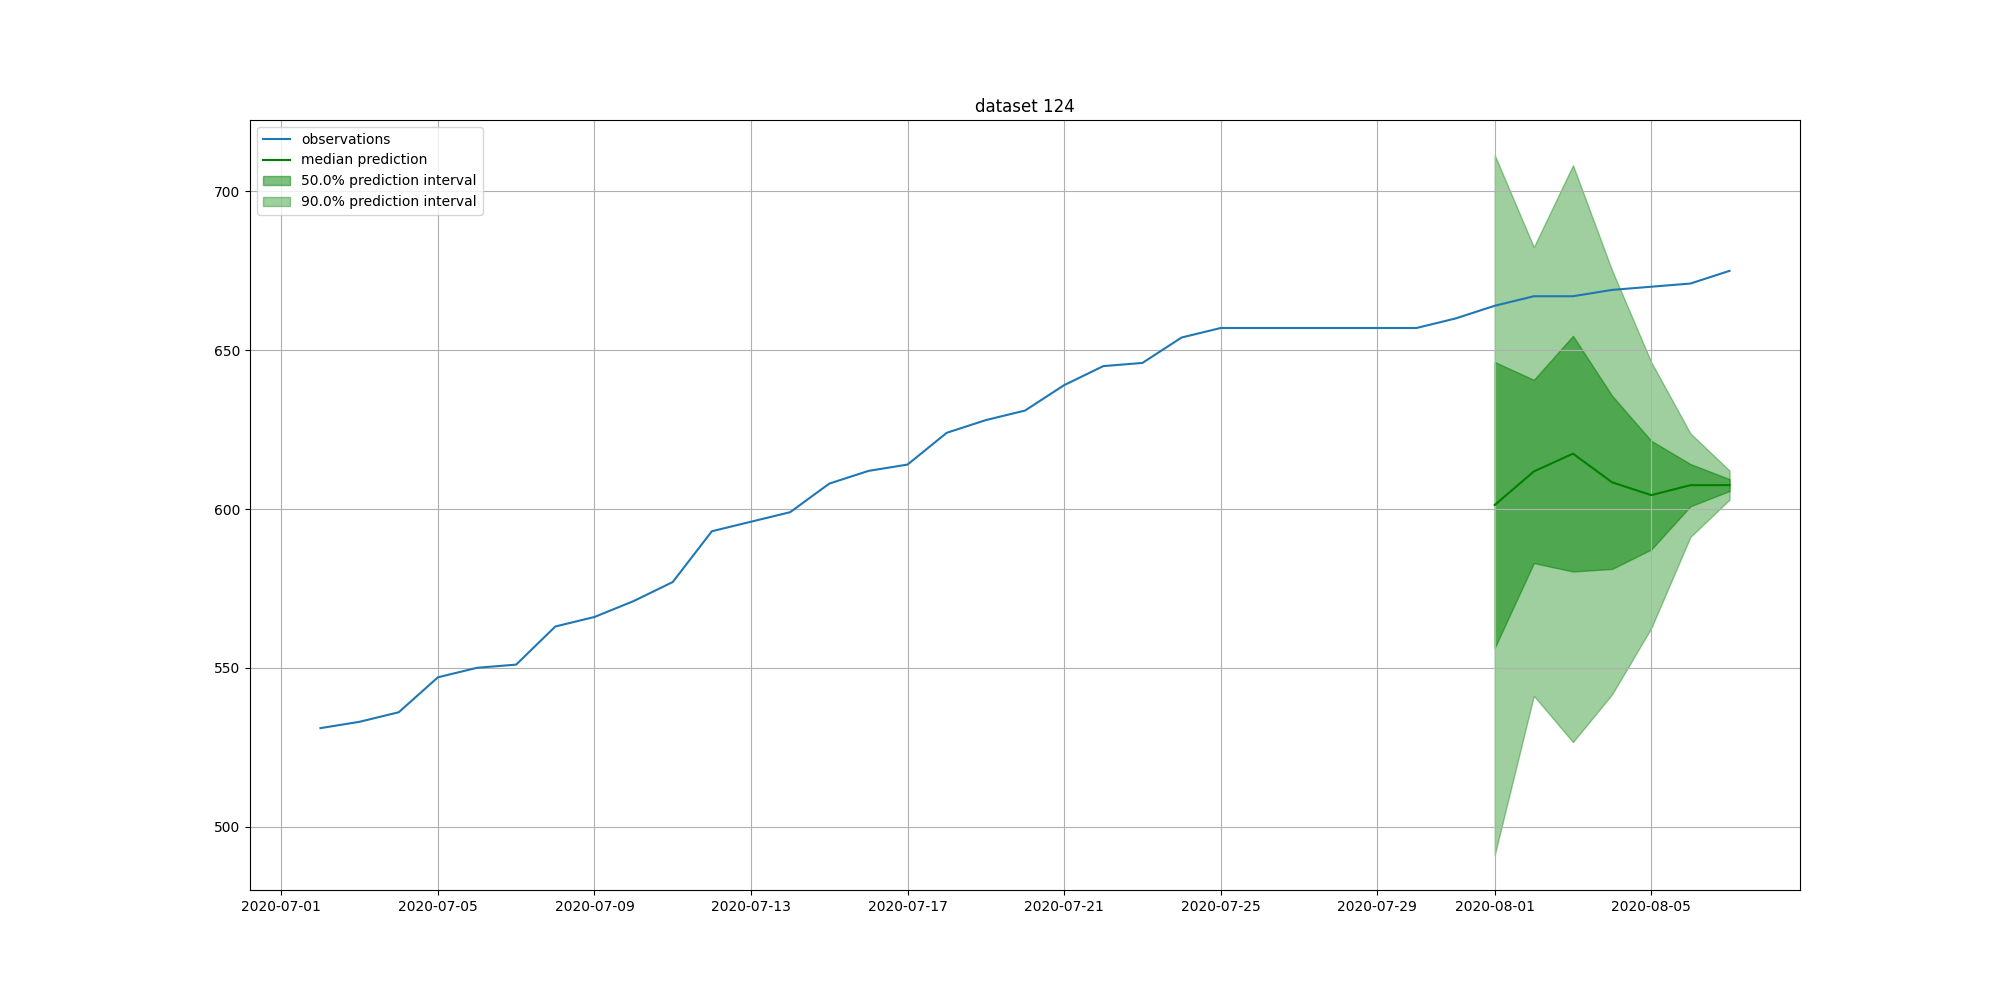 dataset 124
observations
median prediction
50.0% prediction interval
90.0% prediction interval
700
650
600
550
500
2020-07-01 2020-07-05 2020-07-09 2020-07-13 2020-07-17 2020-07-21 2020-07-25 2020-07-29 2020-08-01 2020-08-05